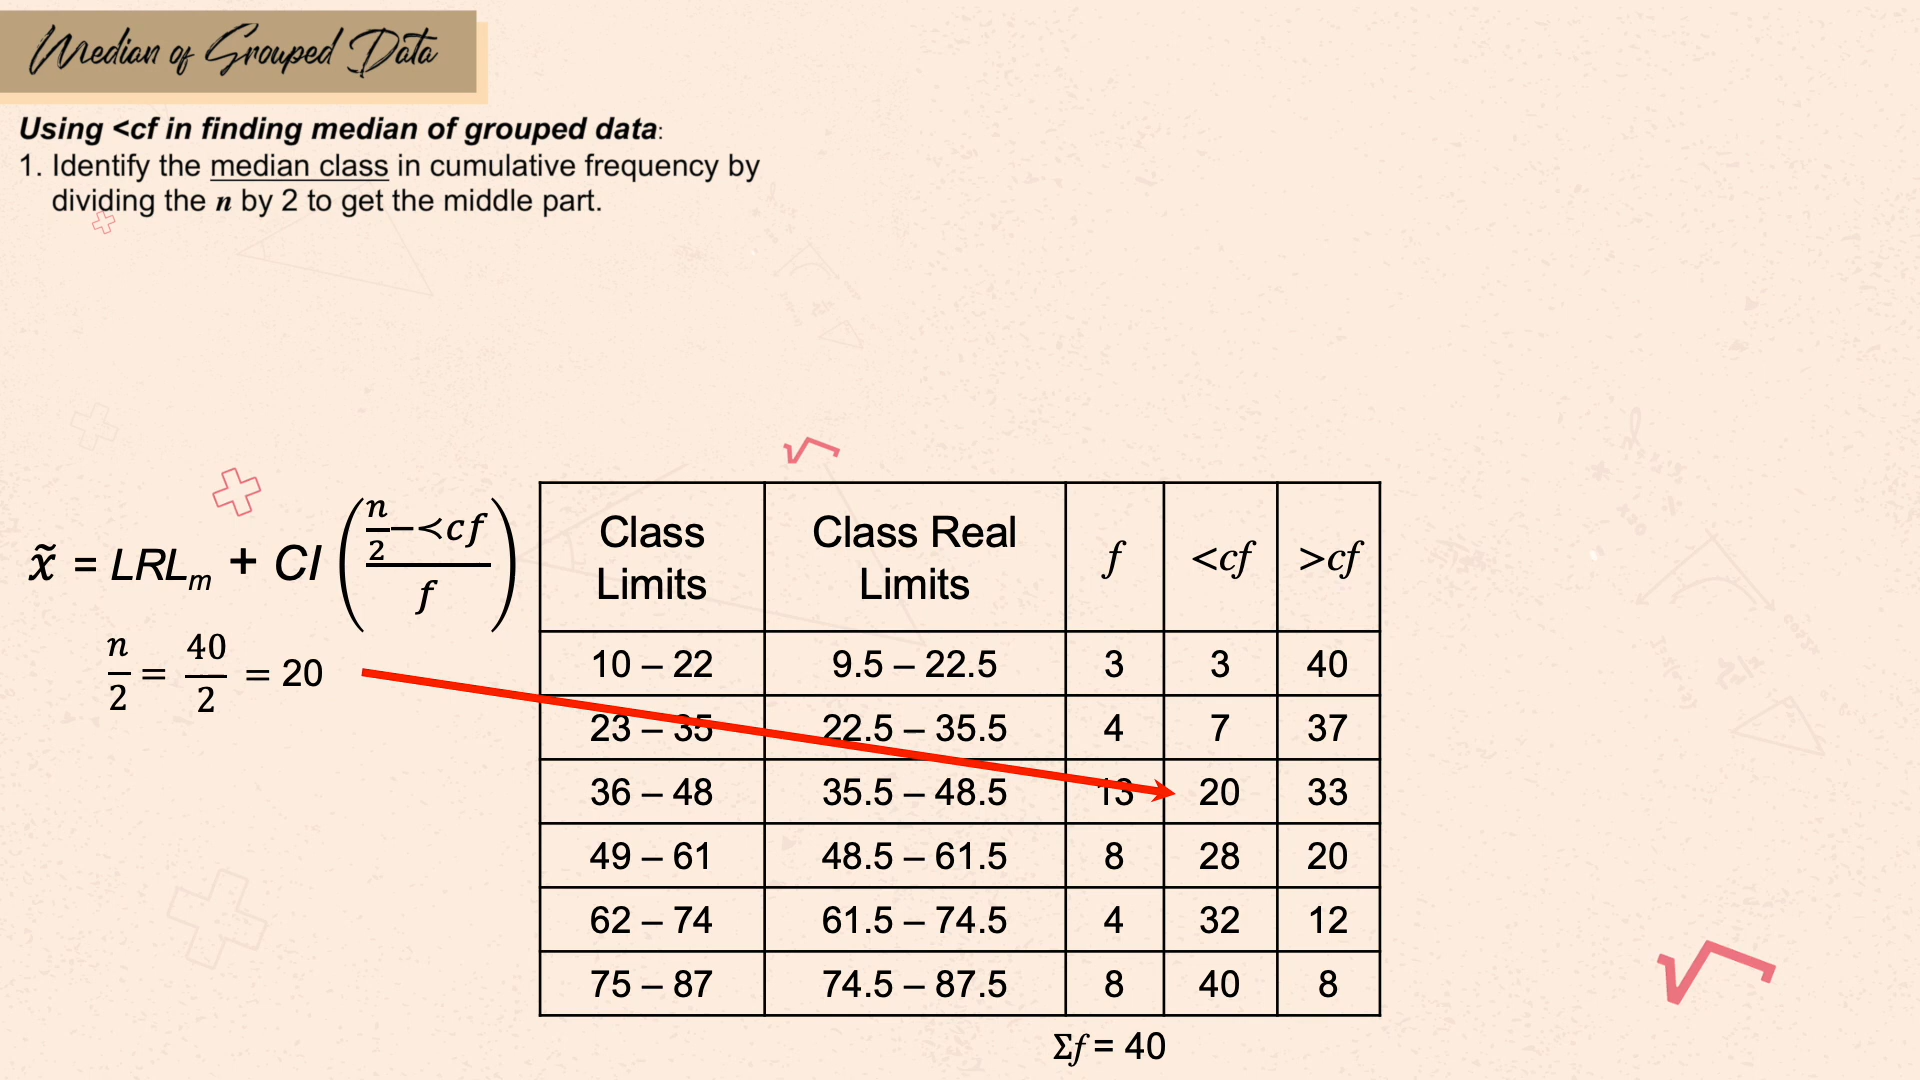 Median of Grouped Data
Using <cf in finding median of grouped data:
1. Identify the median class in cumulative frequency by
dividing the n by 2 to get the middle part.
x̃ = LRLₘ + CI ((n/2 − <cf) / f)
n/2 = 40/2 = 20
Class Limits | Class Real Limits | f | <cf | >cf
10 – 22 | 9.5 – 22.5 | 3 | 3 | 40
23 – 35 | 22.5 – 35.5 | 4 | 7 | 37
36 – 48 | 35.5 – 48.5 | 13 | 20 | 33
49 – 61 | 48.5 – 61.5 | 8 | 28 | 20
62 – 74 | 61.5 – 74.5 | 4 | 32 | 12
75 – 87 | 74.5 – 87.5 | 8 | 40 | 8
Σf = 40